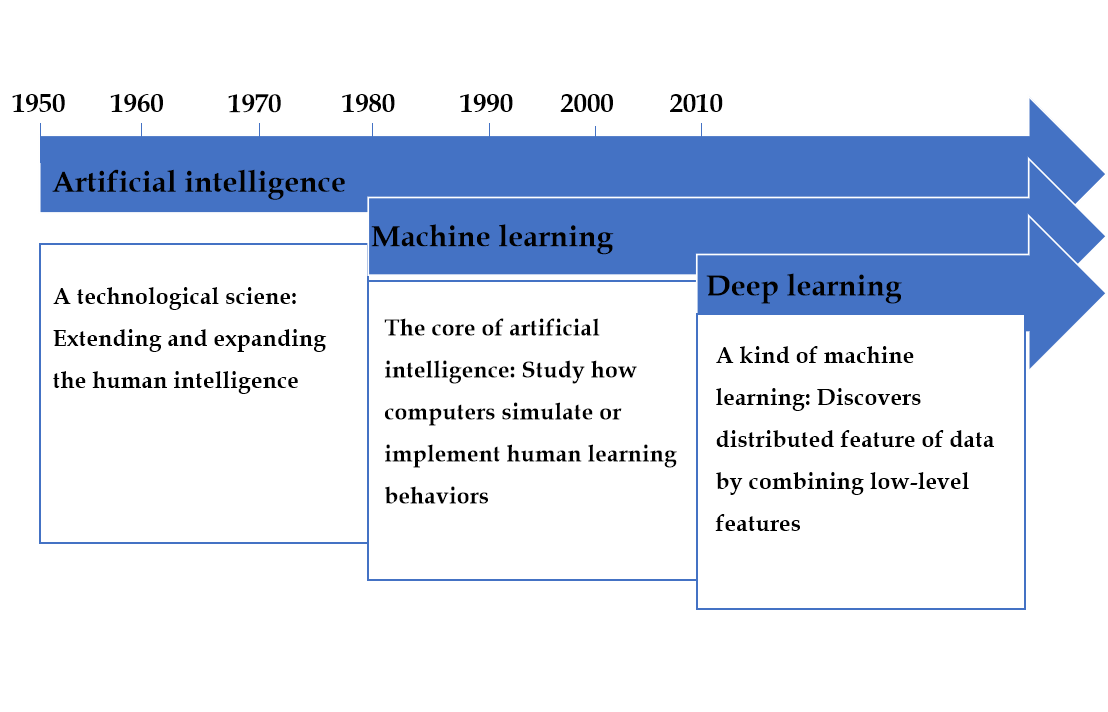 1950 1960 1970 1980 1990 2000 2010
Artificial intelligence
Machine learning
Deep learning
A technological sciene:
Extending and expanding
the human intelligence
The core of artificial
intelligence: Study how
computers simulate or
implement human learning
behaviors
A kind of machine
learning: Discovers
distributed feature of data
by combining low-level
features